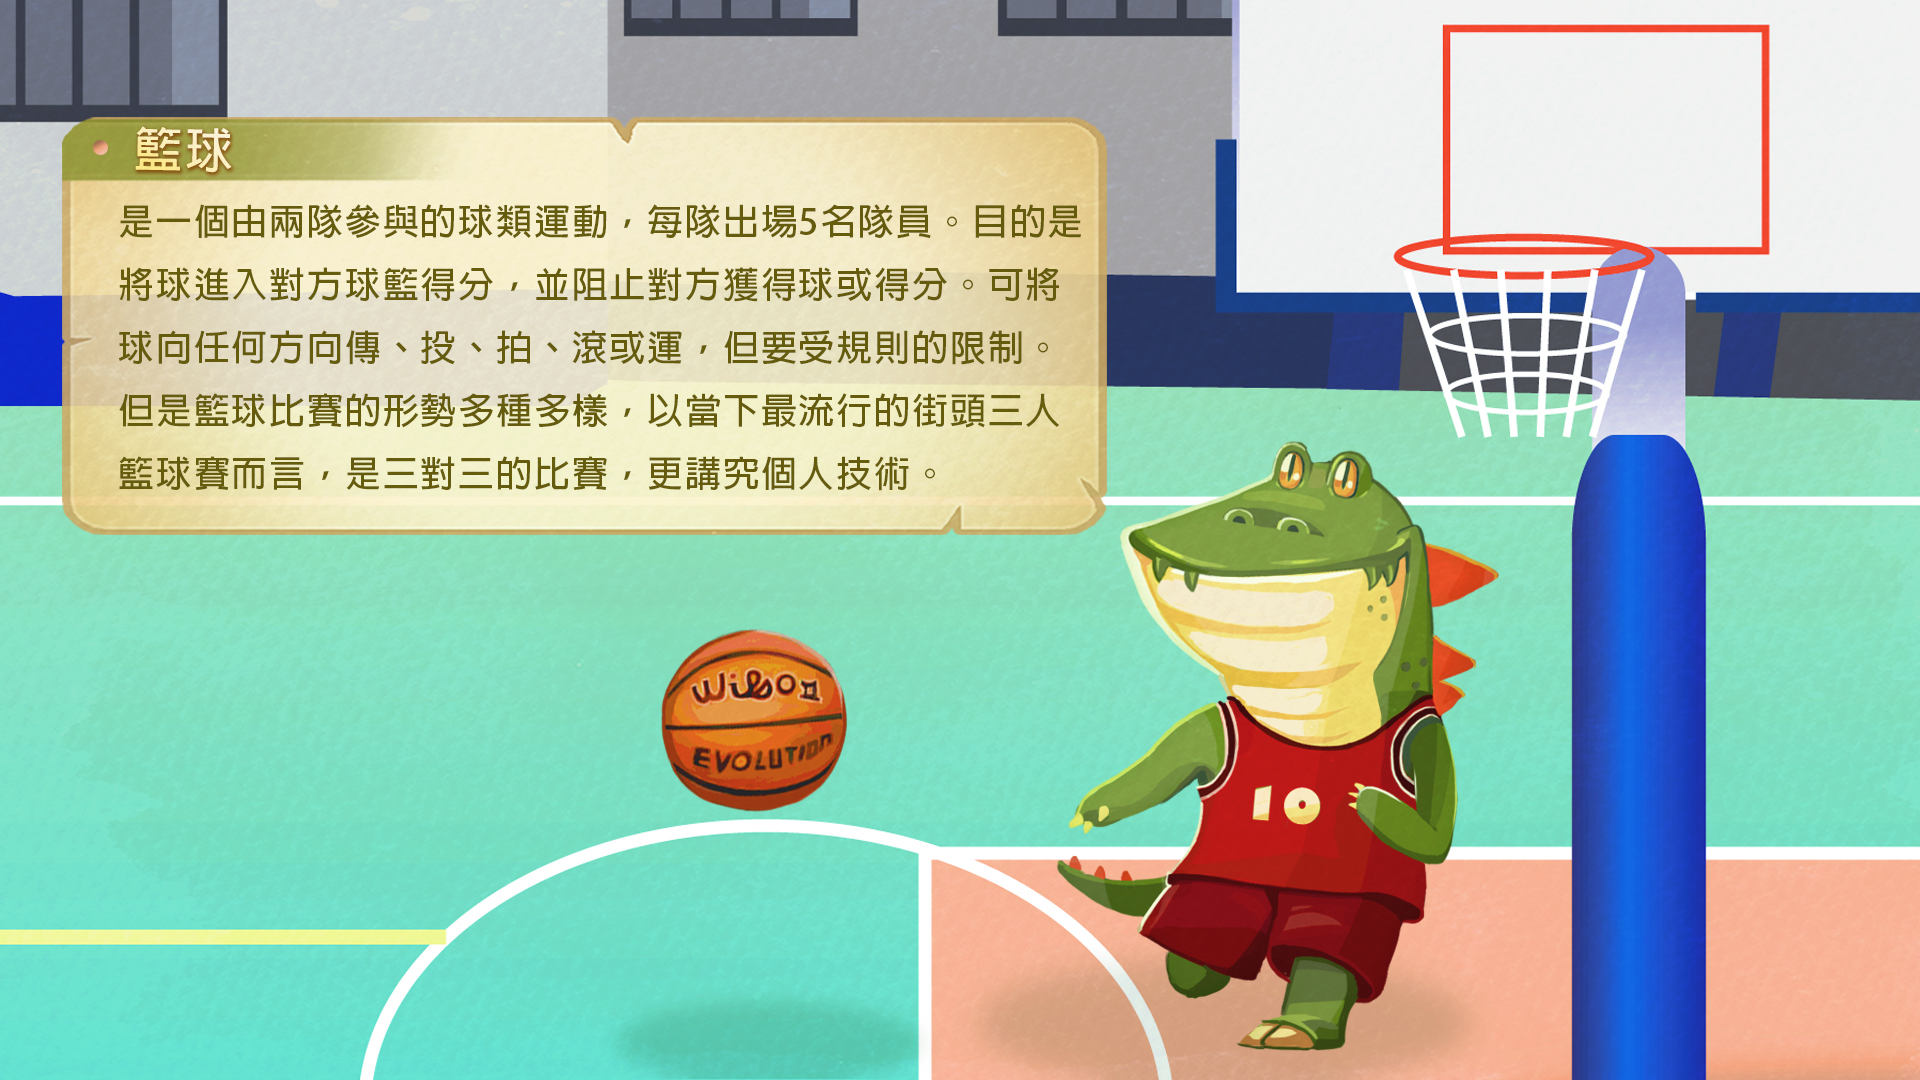 籃球
是一個由兩隊參與的球類運動，每隊出場5名隊員。目的是
將球進入對方球籃得分，並阻止對方獲得球或得分。可將
球向任何方向傳、投、拍、滾或運，但要受規則的限制。
但是籃球比賽的形勢多種多樣，以當下最流行的街頭三人
籃球賽而言，是三對三的比賽，更講究個人技術。
Wilson
EVOLUTION
10